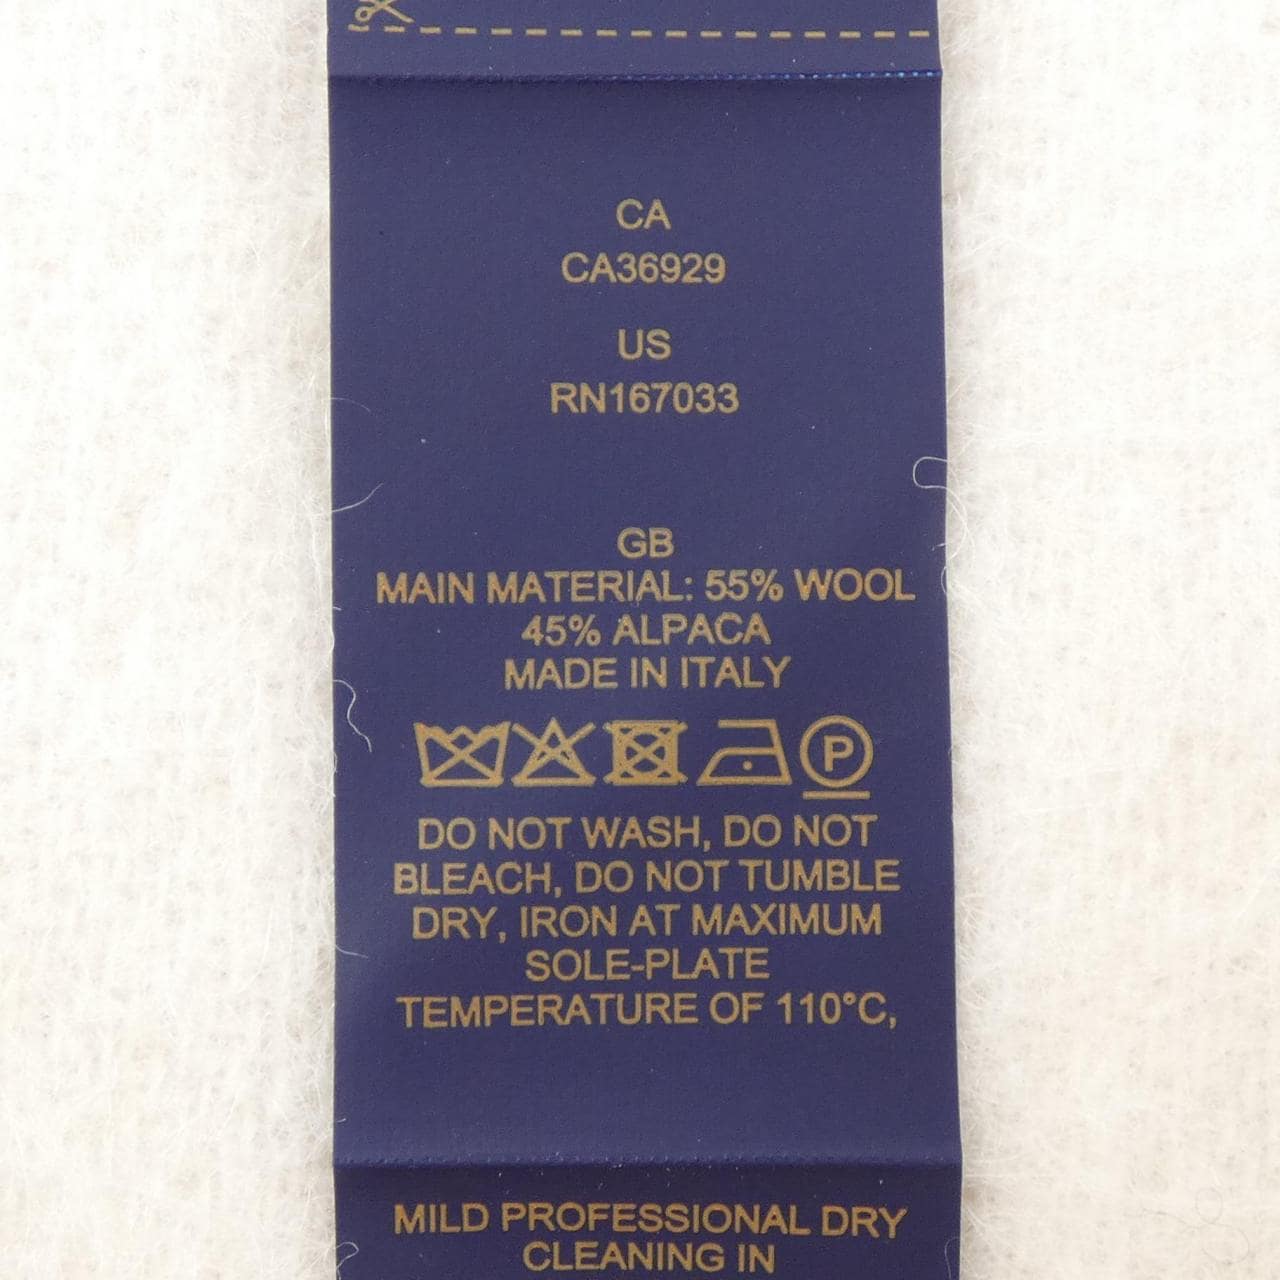 CA
CA36929
US
RN167033
GB
MAIN MATERIAL: 55% WOOL
45% ALPACA
MADE IN ITALY
P
DO NOT WASH, DO NOT
BLEACH, DO NOT TUMBLE
DRY, IRON AT MAXIMUM
SOLE-PLATE
TEMPERATURE OF 110°C,
MILD PROFESSIONAL DRY
CLEANING IN